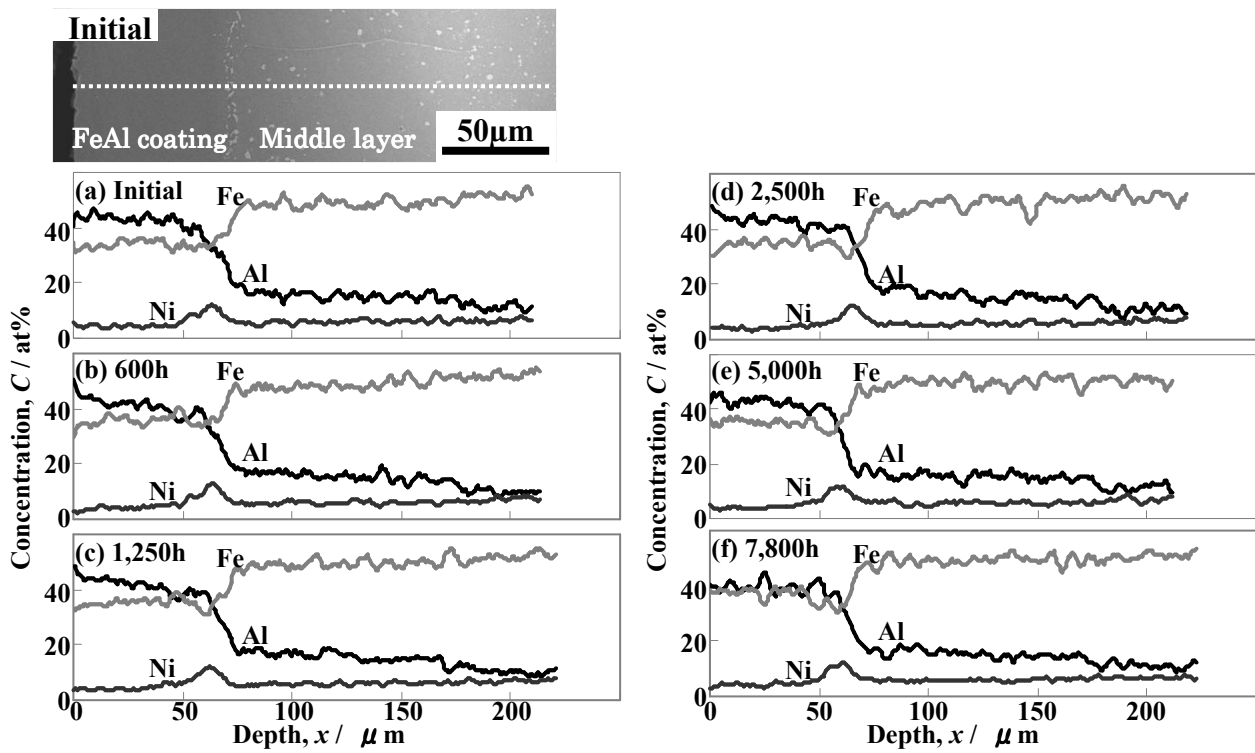 Initial
FeAl coating
Middle layer
50μm
(a) Initial
Fe
Al
Ni
40
20
0
(b) 600h
Fe
Al
Ni
40
20
0
(c) 1,250h
Fe
Al
Ni
40
20
0
0
50
100
150
200
Concentration, C / at%
Depth, x / μm
(d) 2,500h
Fe
Al
Ni
40
20
0
(e) 5,000h
Fe
Al
Ni
40
20
0
(f) 7,800h
Fe
Al
Ni
40
20
0
0
50
100
150
200
Concentration, C / at%
Depth, x / μm